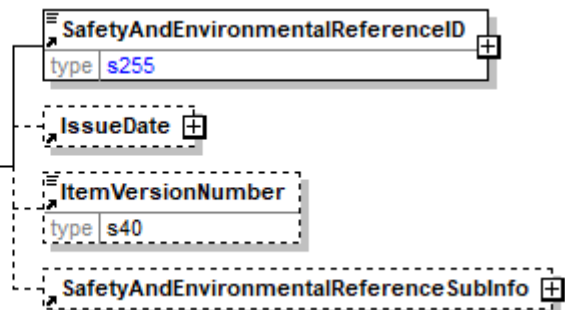 SafetyAndEnvironmentalReferenceID
type s255
IssueDate
ItemVersionNumber
type s40
SafetyAndEnvironmentalReferenceSubInfo